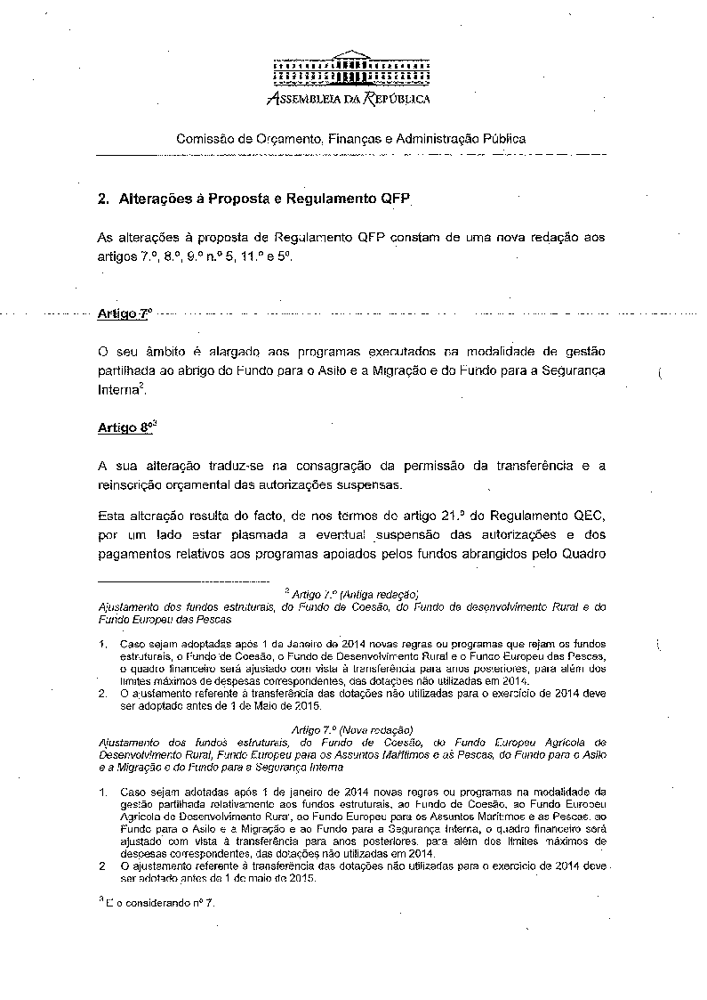 ASSEMBLEIA DA REPÚBLICA
Comissão de Orçamento, Finanças e Administração Pública
2. Alterações à Proposta e Regulamento QFP
As alterações à proposta de Regulamento QFP constam de uma nova redação aos
artigos 7.º, 8.º, 9.º n.º 5, 11.º e 5º.
Artigo 7º
O seu âmbito é alargado aos programas executados na modalidade de gestão
partilhada ao abrigo do Fundo para o Asilo e a Migração e do Fundo para a Segurança
Interna².
Artigo 8º³
A sua alteração traduz-se na consagração da permissão da transferência e a
reinscrição orçamental das autorizações suspensas.
Esta alteração resulta do facto, de nos termos do artigo 21.º do Regulamento QEC,
por um lado estar plasmada a eventual suspensão das autorizações e dos
pagamentos relativos aos programas apoiados pelos fundos abrangidos pelo Quadro
² Artigo 7.º (Antiga redação)
Ajustamento dos fundos estruturais, do Fundo de Coesão, do Fundo de desenvolvimento Rural e do
Fundo Europeu das Pescas
1. Caso sejam adoptadas após 1 da Janeiro de 2014 novas regras ou programas que rejam os fundos
estruturais, o Fundo de Coesão, o Fundo de Desenvolvimento Rural e o Fundo Europeu das Pescas,
o quadro financeiro será ajustado com vista à transferência para anos posteriores, para além dos
limites máximos de despesas correspondentes, das dotações não utilizadas em 2014.
2. O ajustamento referente à transferência das dotações não utilizadas para o exercício de 2014 deve
ser adoptado antes de 1 de Maio de 2015.
Artigo 7.º (Nova redação)
Ajustamento dos fundos estruturais, do Fundo de Coesão, do Fundo Europeu Agrícola de
Desenvolvimento Rural, Fundo Europeu para os Assuntos Marítimos e as Pescas, do Fundo para o Asilo
e a Migração e do Fundo para a Segurança Interna
1. Caso sejam adotadas após 1 de janeiro de 2014 novas regras ou programas na modalidade da
gestão partilhada relativamente aos fundos estruturais, ao Fundo de Coesão, ao Fundo Europeu
Agrícola de Desenvolvimento Rural, ao Fundo Europeu para os Assuntos Marítimos e as Pescas, ao
Fundo para o Asilo e a Migração e ao Fundo para a Segurança Interna, o quadro financeiro será
ajustado com vista à transferência para anos posteriores, para além dos limites máximos de
despesas correspondentes, das dotações não utilizadas em 2014.
2 O ajustamento referente à transferência das dotações não utilizadas para o exercício de 2014 deve
ser adotado antes de 1 de maio de 2015.
³ E o considerando nº 7.